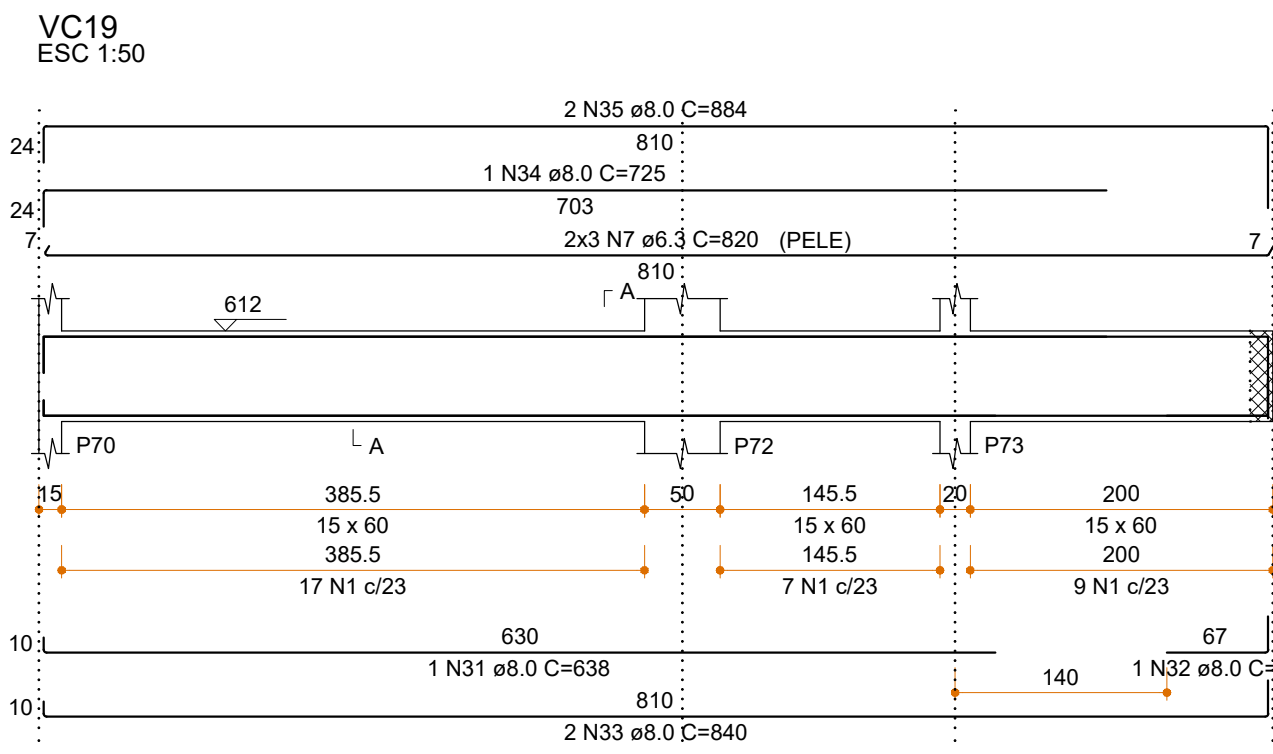 VC19
ESC 1:50
2 N35 ø8.0 C=884
24
810
1 N34 ø8.0 C=725
24
703
7
2x3 N7 ø6.3 C=820 (PELE)
7
810
A
612
P70
A
P72
P73
15
385.5
50
145.5
20
200
15 x 60
15 x 60
15 x 60
385.5
145.5
200
17 N1 c/23
7 N1 c/23
9 N1 c/23
10
630
67
1 N31 ø8.0 C=638
1 N32 ø8.0 C=
140
10
810
2 N33 ø8.0 C=840